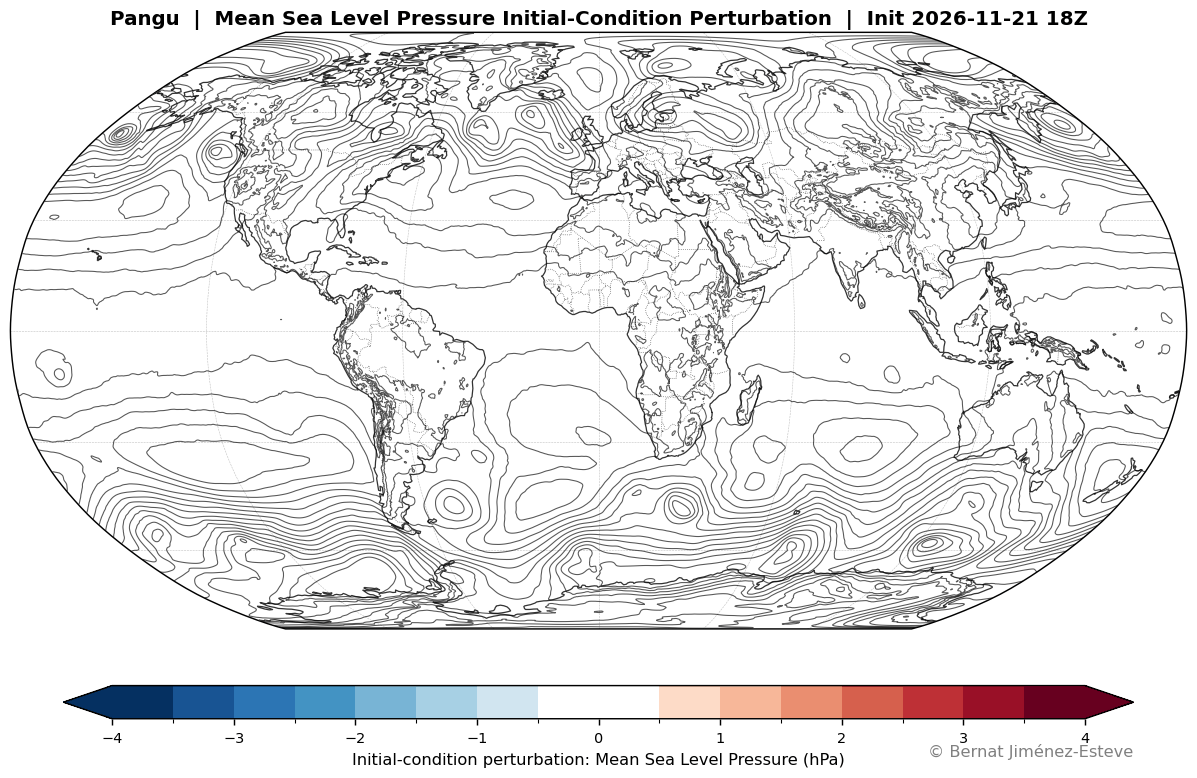 Pangu | Mean Sea Level Pressure Initial-Condition Perturbation | Init 2026-11-21 18Z
−4 −3 −2 −1 0 1 2 3 4
Initial-condition perturbation: Mean Sea Level Pressure (hPa)
© Bernat Jiménez-Esteve